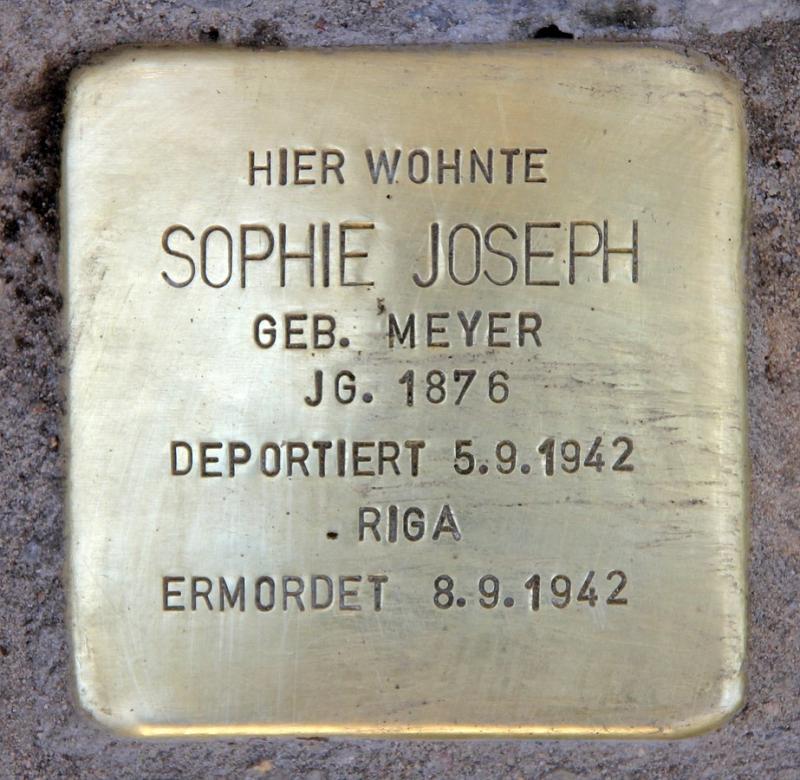 HIER WOHNTE
SOPHIE JOSEPH
GEB. MEYER
JG. 1876
DEPORTIERT 5.9.1942
RIGA
ERMORDET 8.9.1942